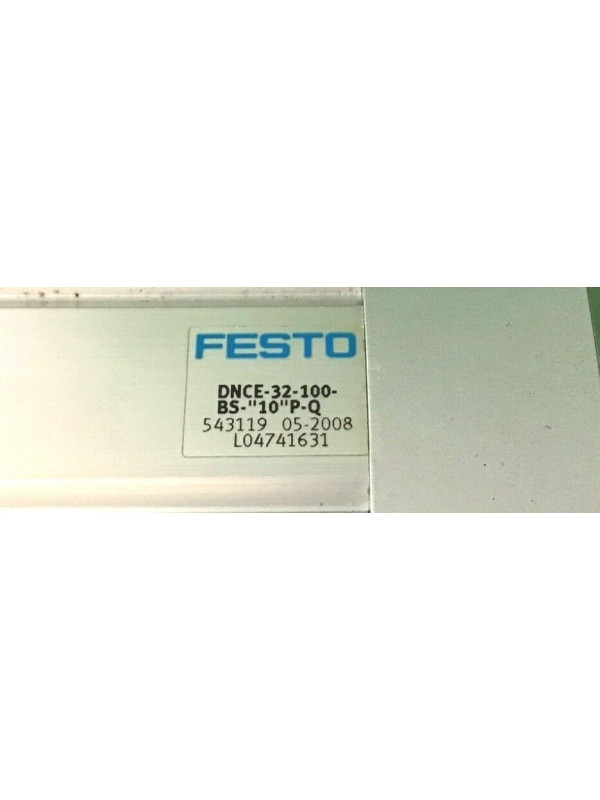 FESTO
DNCE-32-100-
BS-"10"P-Q
543119 05-2008
L04741631